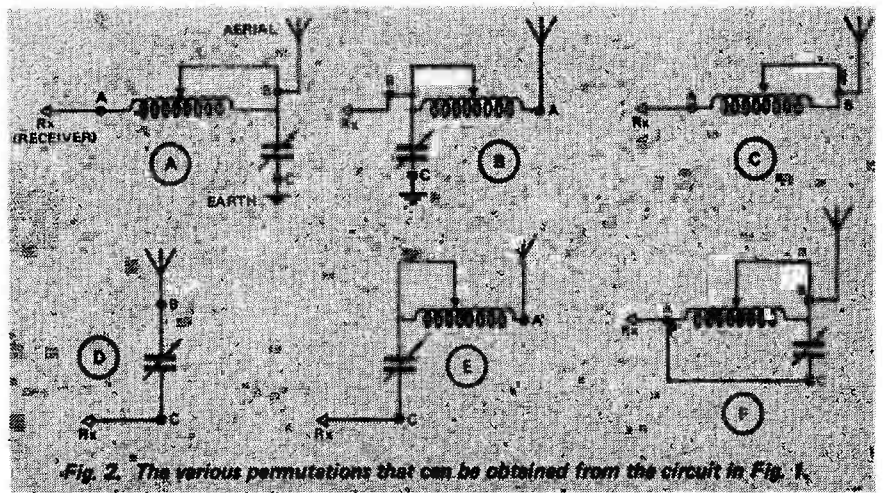 AERIAL
A
B
Rx
(RECEIVER)
A
C
EARTH
B
A
Rx
B
C
A
B
Rx
C
B
D
C
Rx
A
E
C
Rx
A
B
Rx
F
C
Fig. 2. The various permutations that can be obtained from the circuit in Fig. 1.